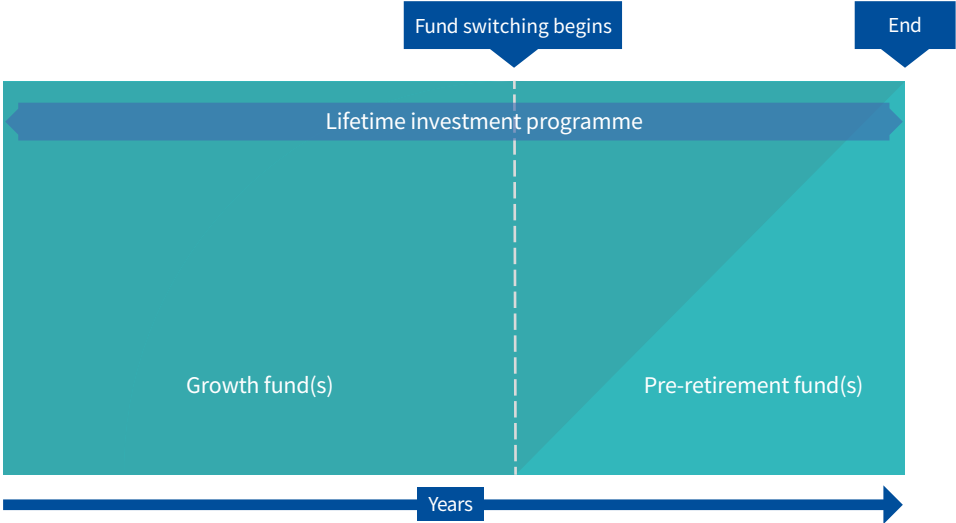 Fund switching begins
End
Lifetime investment programme
Growth fund(s)
Pre-retirement fund(s)
Years